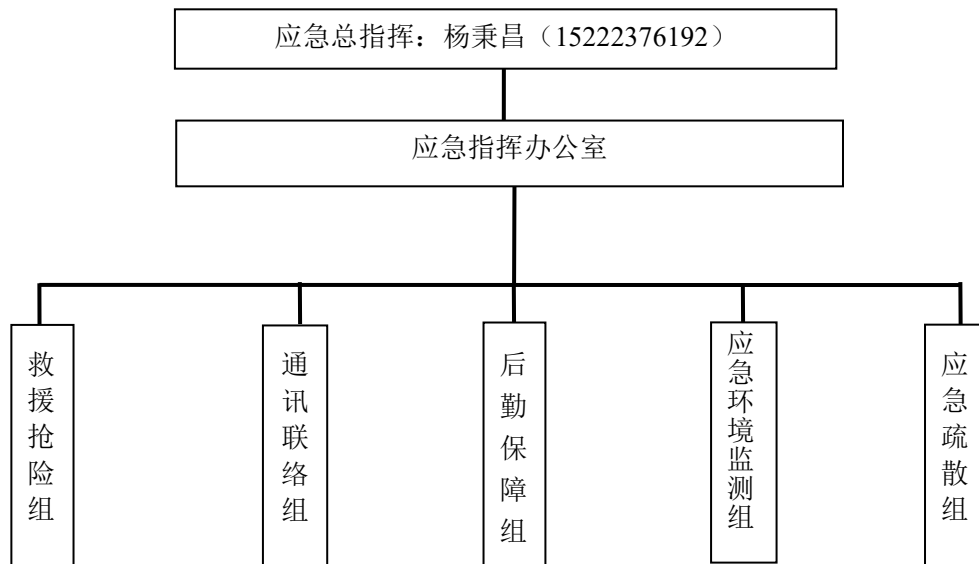 应急总指挥：杨秉昌（15222376192）
应急指挥办公室
救援抢险组
通讯联络组
后勤保障组
应急环境监测组
应急疏散组